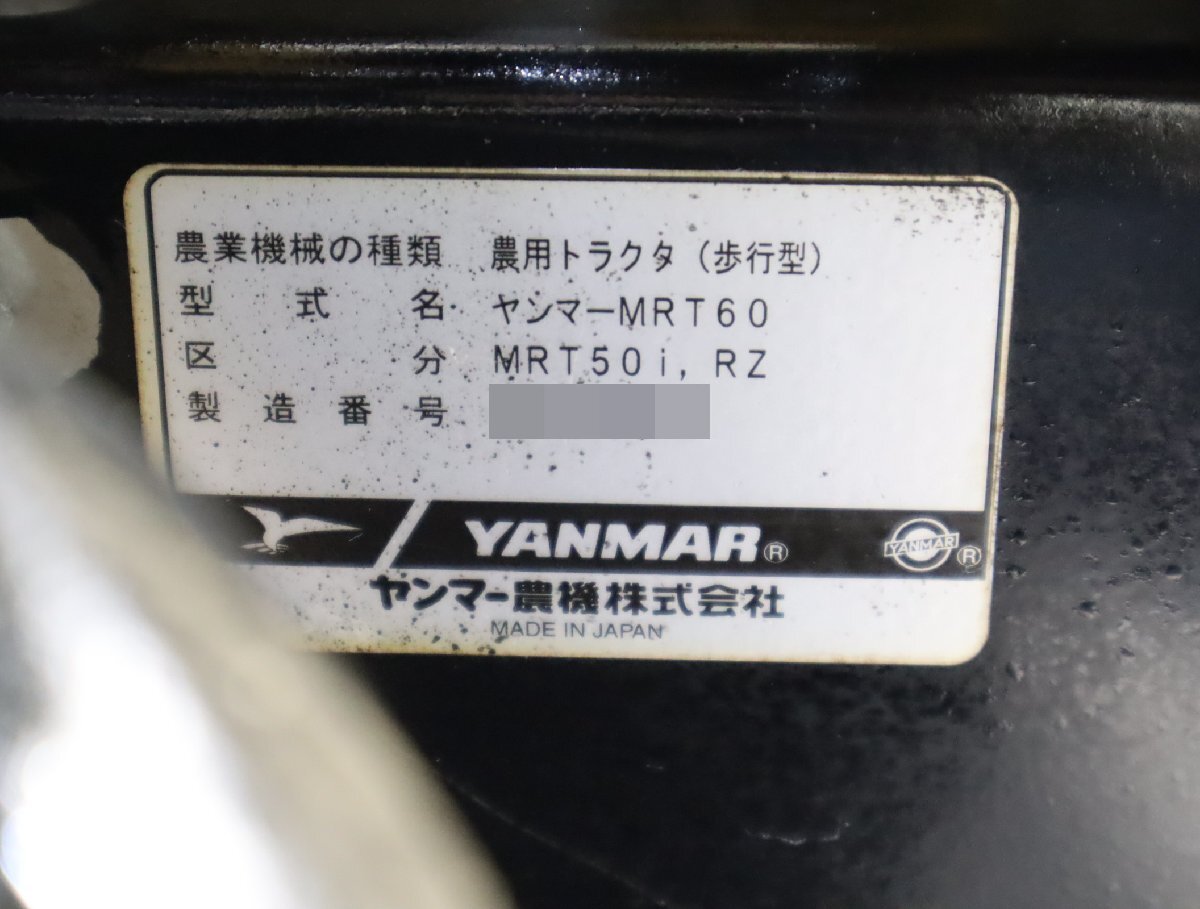 農業機械の種類 農用トラクタ（歩行型）
型式名 ヤンマーMRT60
区分 MRT50i, RZ
製造番号
YANMAR® YANMAR®
ヤンマー農機株式会社
MADE IN JAPAN